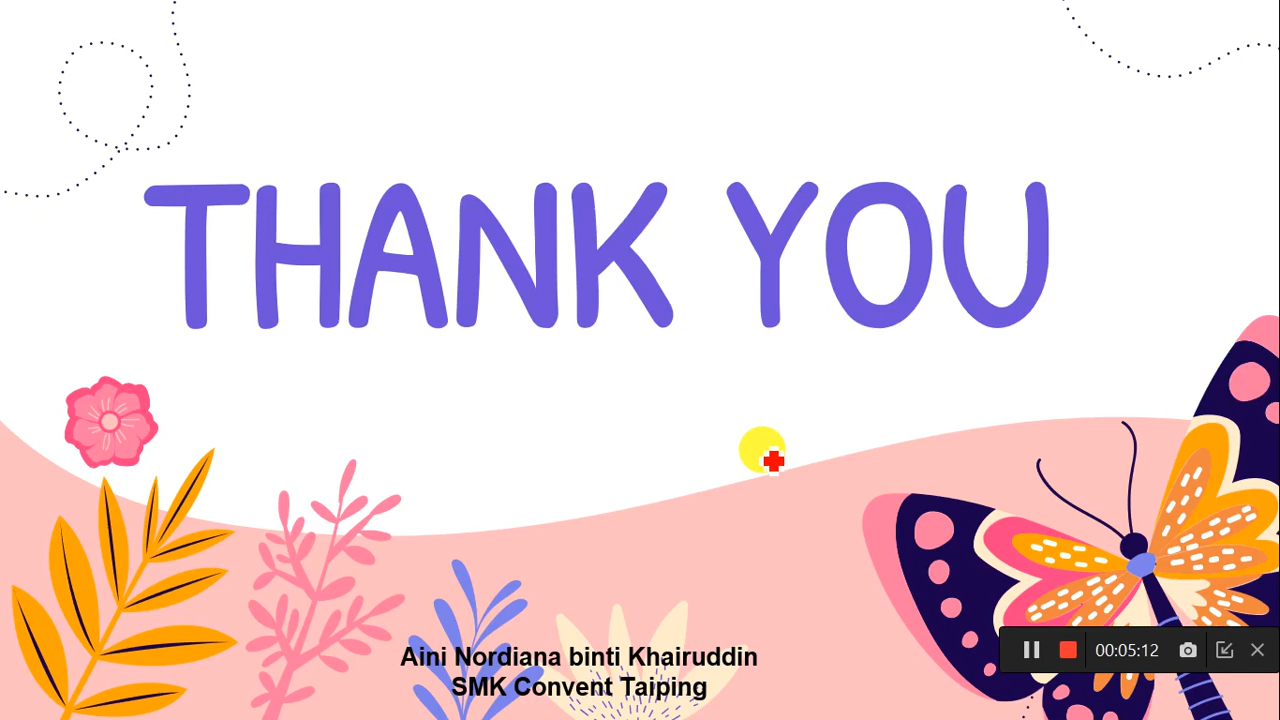 THANK YOU
Aini Nordiana binti Khairuddin
SMK Convent Taiping
00:05:12